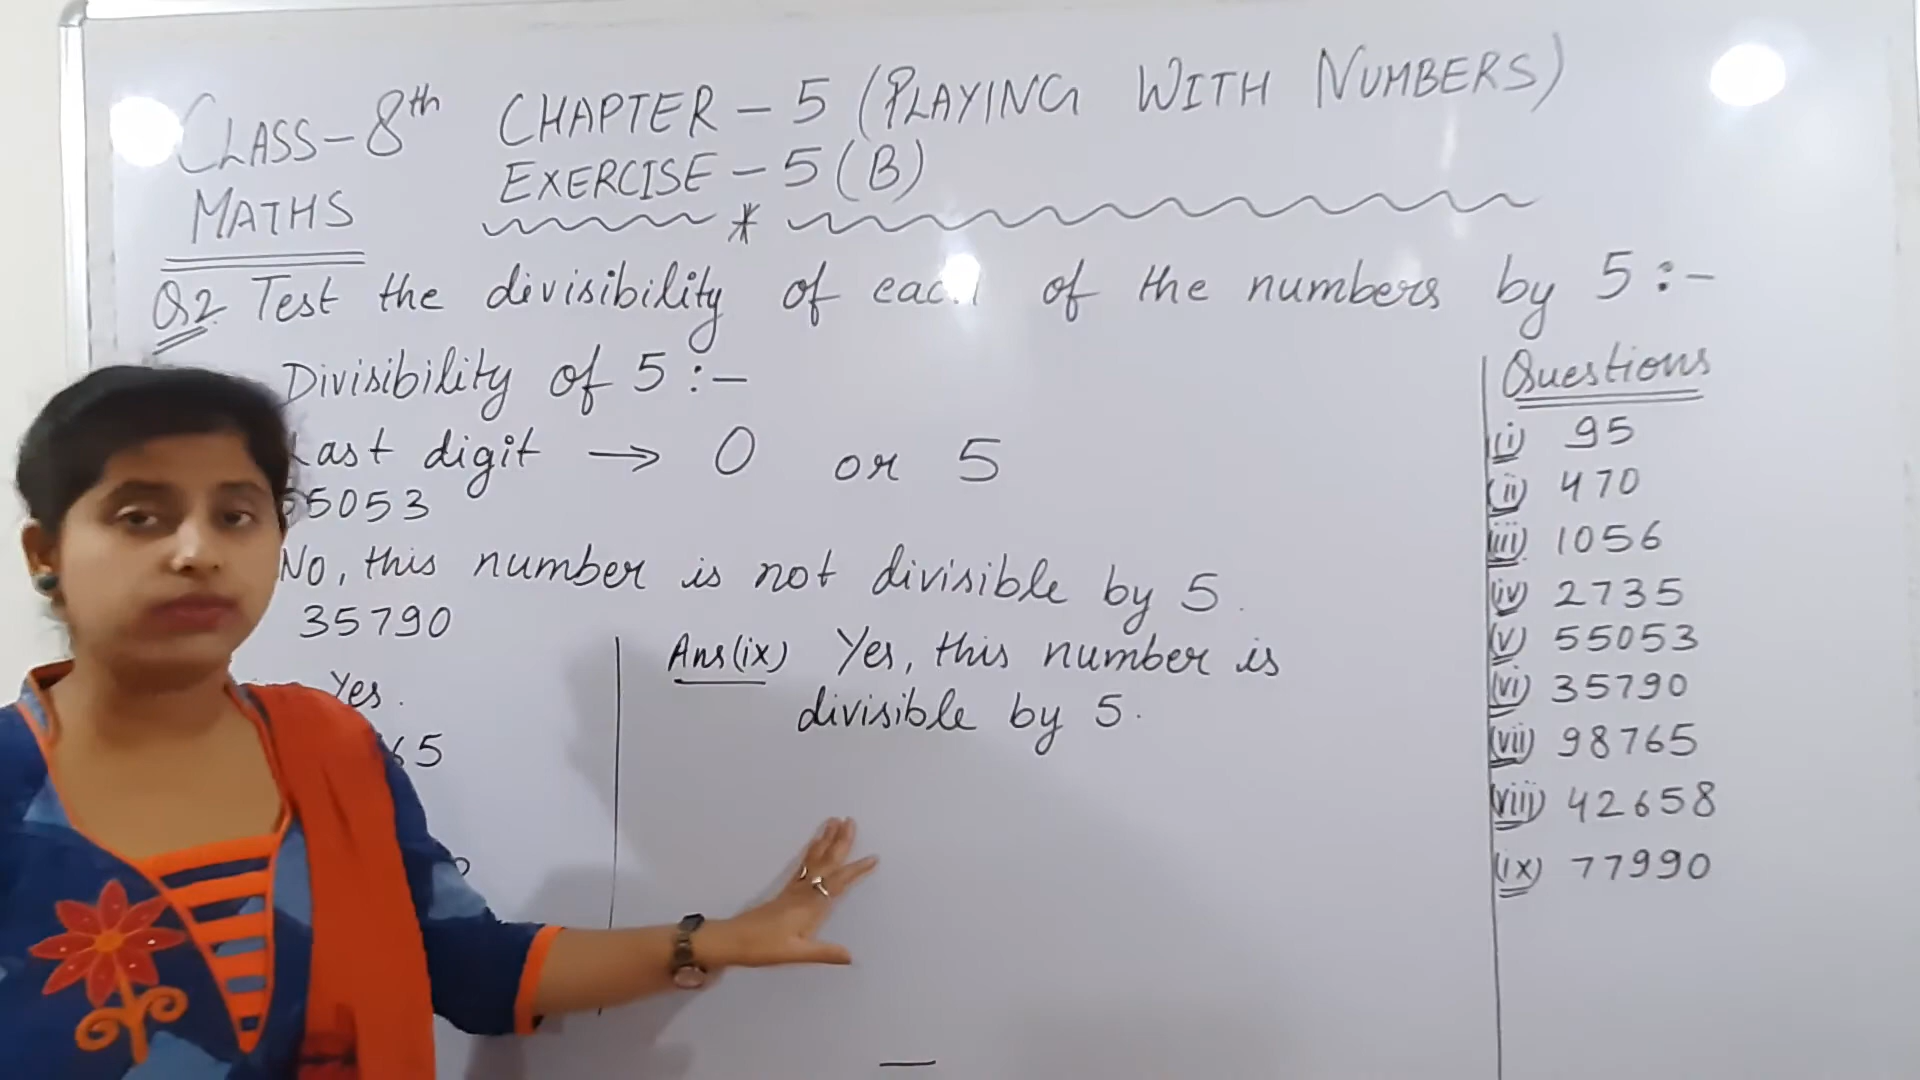 CLASS-8th CHAPTER-5 (PLAYING WITH NUMBERS)
MATHS EXERCISE-5(B)
Q2. Test the divisibility of each of the numbers by 5:-
Divisibility of 5:-
Last digit → 0 or 5
55053
No, this number is not divisible by 5.
35790
Yes.
65
Ans(ix) Yes, this number is
divisible by 5.
Questions
(i) 95
(ii) 470
(iii) 1056
(iv) 2735
(v) 55053
(vi) 35790
(vii) 98765
(viii) 42658
(ix) 77990